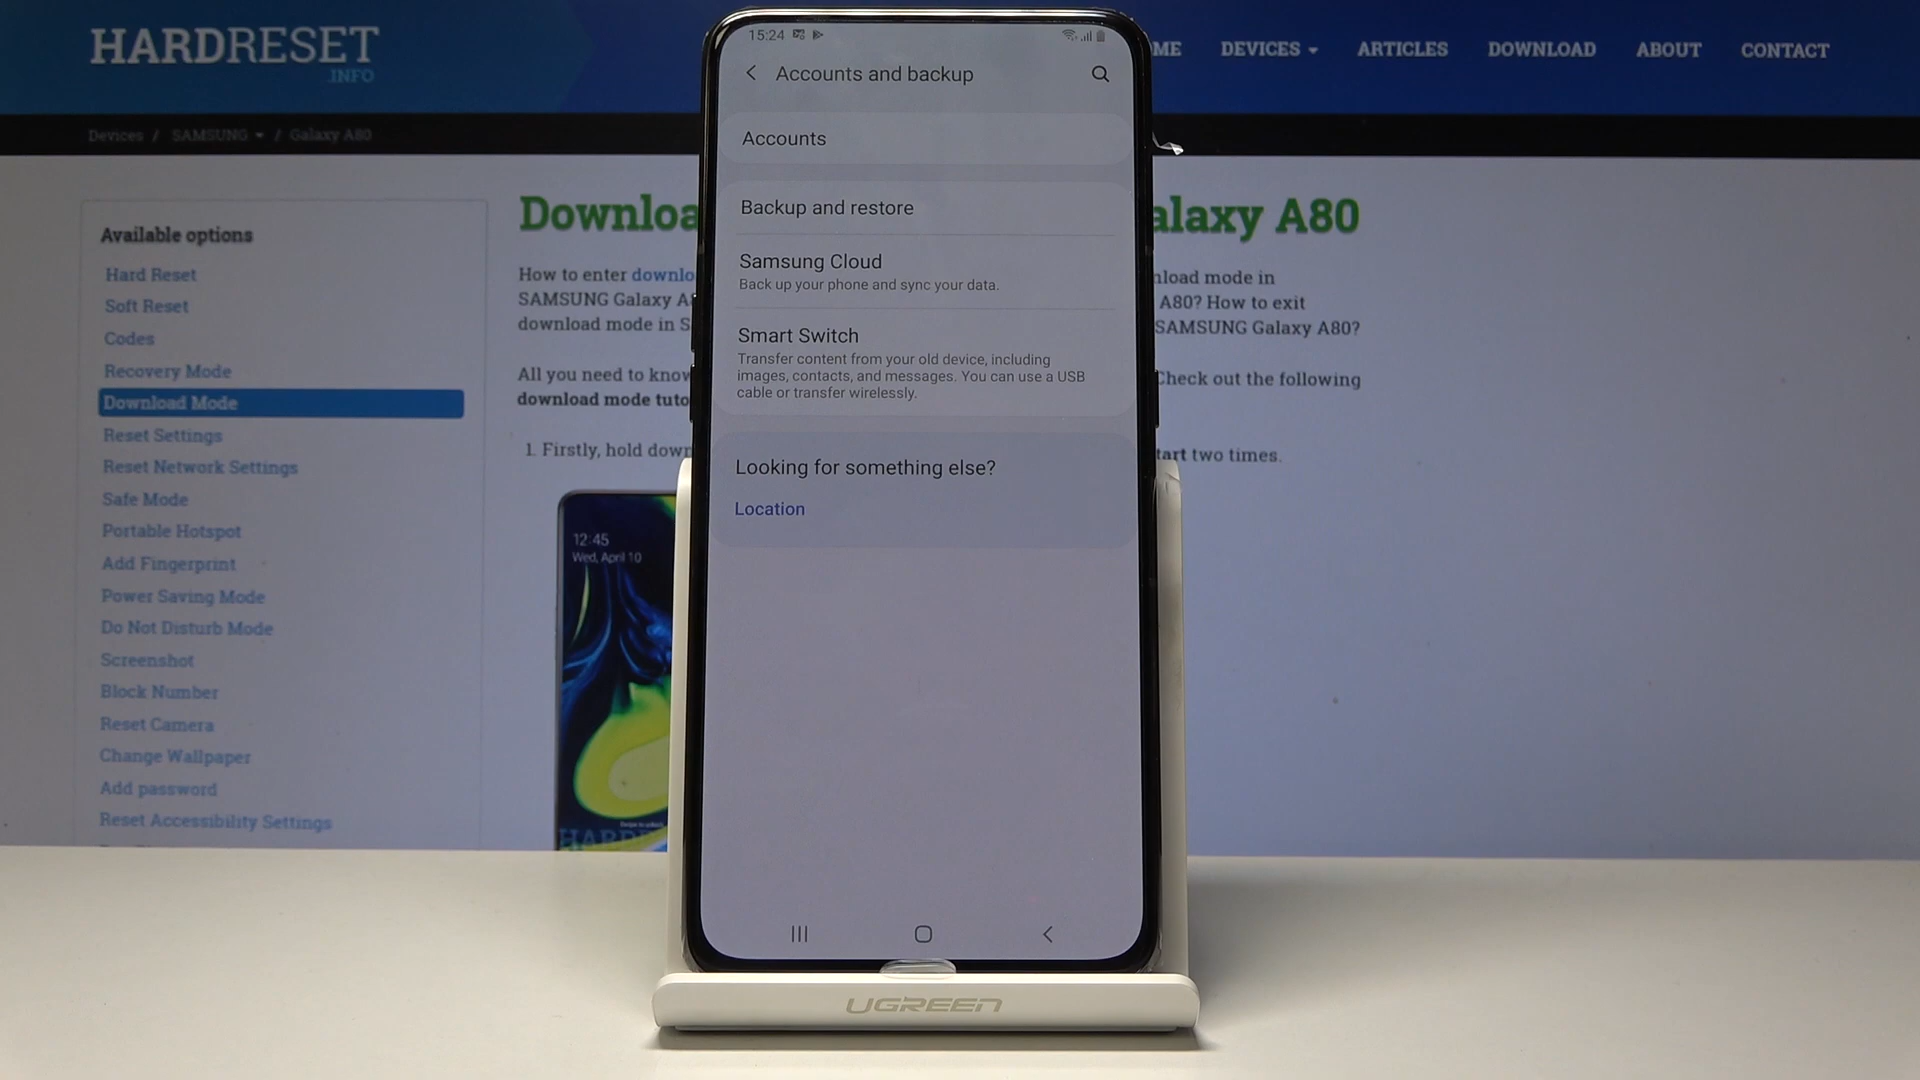 HARDRESET
.INFO
ME DEVICES ARTICLES DOWNLOAD ABOUT CONTACT
Devices / SAMSUNG / Galaxy A80
Available options
Hard Reset
Soft Reset
Codes
Recovery Mode
Download Mode
Reset Settings
Reset Network Settings
Safe Mode
Portable Hotspot
Add Fingerprint
Power Saving Mode
Do Not Disturb Mode
Screenshot
Block Number
Reset Camera
Change Wallpaper
Add password
Reset Accessibility Settings
Downloa alaxy A80
How to enter downlo nload mode in
SAMSUNG Galaxy A A80? How to exit
download mode in S SAMSUNG Galaxy A80?
All you need to know Check out the following
download mode tuto
1. Firstly, hold down tart two times.
12:45
Wed, April 10
Swipe to unlock
HARDRE
15:24
Accounts and backup
Accounts
Backup and restore
Samsung Cloud
Back up your phone and sync your data.
Smart Switch
Transfer content from your old device, including
images, contacts, and messages. You can use a USB
cable or transfer wirelessly.
Looking for something else?
Location
UGREEN